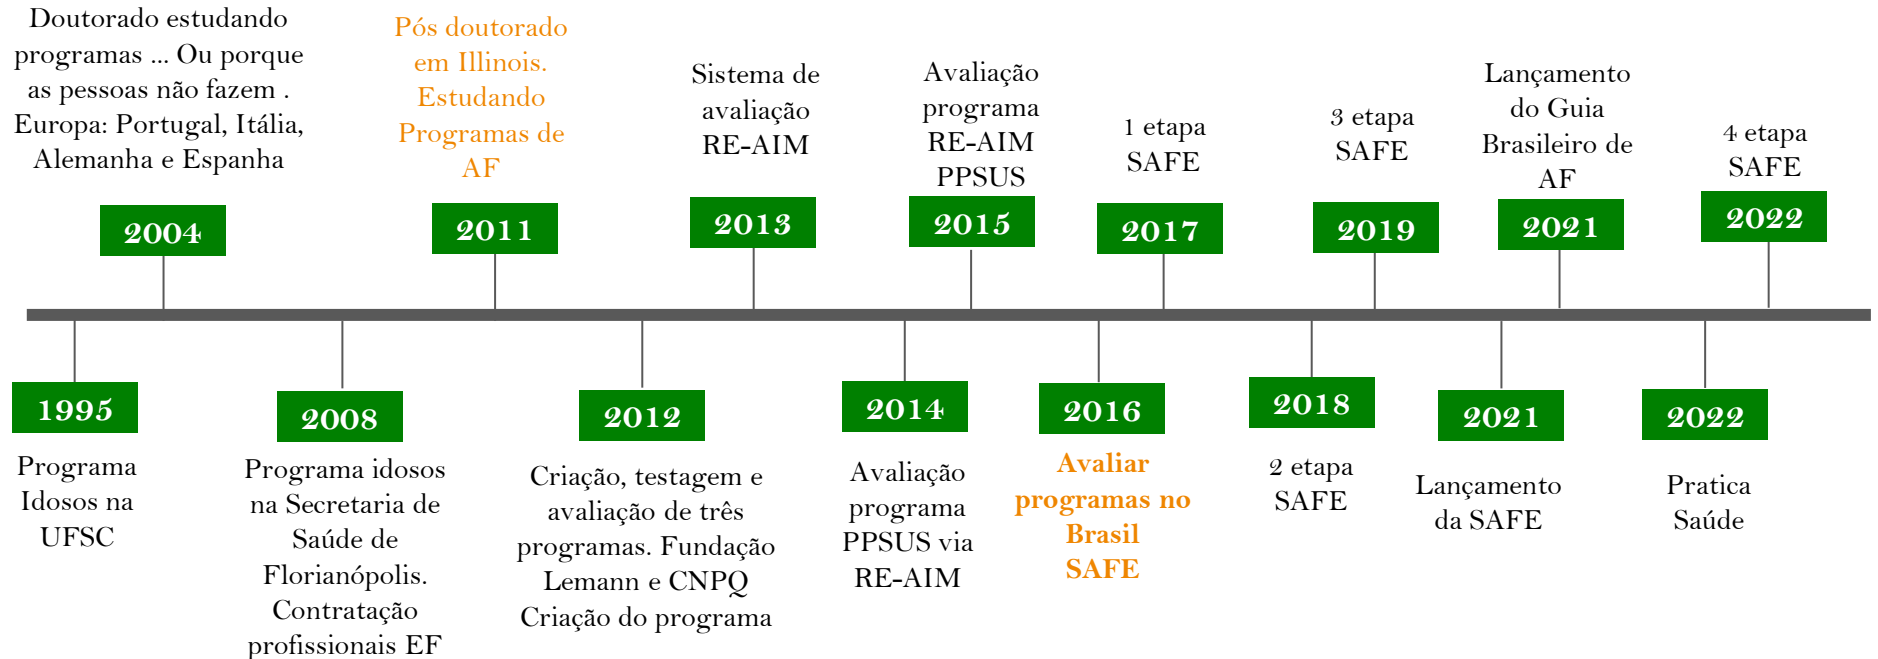 Doutorado estudando
programas ... Ou porque
as pessoas não fazem .
Europa: Portugal, Itália,
Alemanha e Espanha
2004
Pós doutorado
em Illinois.
Estudando
Programas de
AF
2011
Sistema de
avaliação
RE-AIM
2013
Avaliação
programa
RE-AIM
PPSUS
2015
1 etapa
SAFE
2017
3 etapa
SAFE
2019
Lançamento
do Guia
Brasileiro de
AF
2021
4 etapa
SAFE
2022
1995
Programa
Idosos na
UFSC
2008
Programa idosos
na Secretaria de
Saúde de
Florianópolis.
Contratação
profissionais EF
2012
Criação, testagem e
avaliação de três
programas. Fundação
Lemann e CNPQ
Criação do programa
2014
Avaliação
programa
PPSUS via
RE-AIM
2016
Avaliar
programas no
Brasil
SAFE
2018
2 etapa
SAFE
2021
Lançamento
da SAFE
2022
Pratica
Saúde